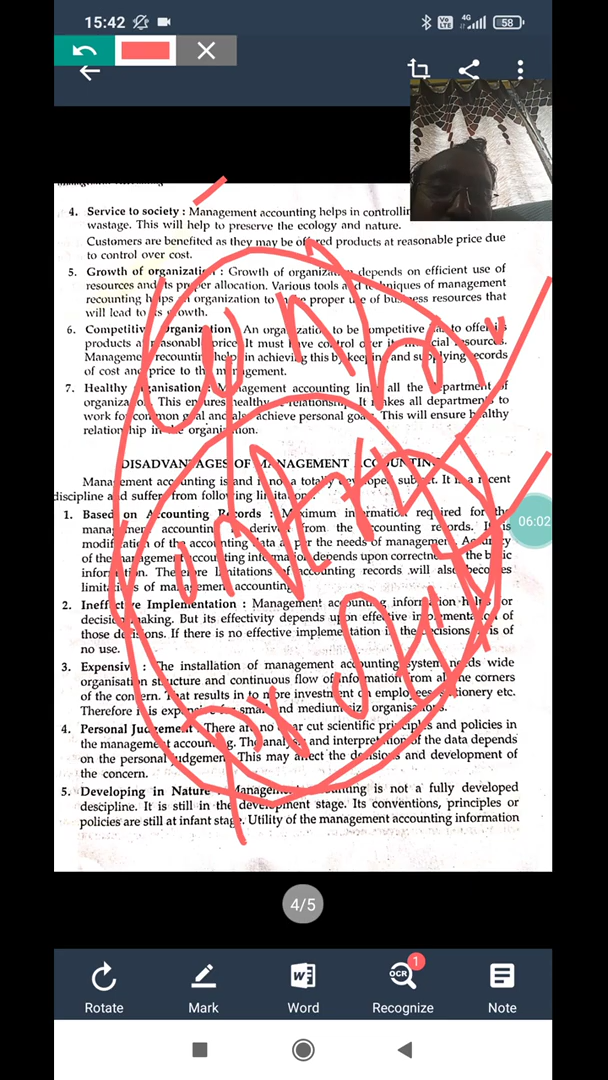 15:42
4G
Vo LTE
58
4. Service to society : Management accounting helps in
wastage. This will help to preserve the ecology and nature.
Customers are benefited as they may be offered products at reasonable price due
to control over cost.
5. Growth of organization : Growth of organization depends on efficient use of
resources and its proper allocation. Various tools and techniques of management
recounting helps an organization to make proper use of business resources that
will lead to its growth.
6. Competitive Organization : An organization to be competitive has to offer its
products at reasonable price. It must have control over its financial resources.
Management recounting help in achieving this by keeping and supplying records
of cost and price to the management.
7. Healthy Organisation : Management accounting links all the department of
organization. This ensures healthy relationship. It makes all departments to
work for common goal and also achieve personal goals. This will ensure healthy
relationship in the organization.
DISADVANTAGES OF MANAGEMENT ACCOUNTING
Management accounting is and is not a totally developed subject. It is a recent
discipline and suffers from following limitations.
1. Based on Accounting Records : Maximum information required for the
management accounting is derived from the accounting records. It is
modification of the accounting data as per the needs of management. Accuracy
of the management accounting information depends upon correctness of the basic
information. Therefore limitations of accounting records will also becomes
limitations of management accounting.
2. Ineffective Implementation : Management accounting information helps for
decision making. But its effectivity depends upon effective implementation of
those decisions. If there is no effective implementation of the decisions it is of
no use.
3. Expensive : The installation of management accounting system needs wide
organisation structure and continuous flow of information from all the corners
of the concern. That results in to more investment on employees, stationery etc.
Therefore it is expensive for small and medium size organisations.
4. Personal Judgement : There are no clear cut scientific principles and policies in
the management accounting. The analysis and interpretation of the data depends
on the personal judgement. This may affect the decisions and development of
the concern.
5. Developing in Nature : Management accounting is not a fully developed
descipline. It is still in the development stage. Its conventions, principles or
policies are still at infant stage. Utility of the management accounting information
06:02
4/5
Rotate
Mark
W
Word
OCR
1
Recognize
Note